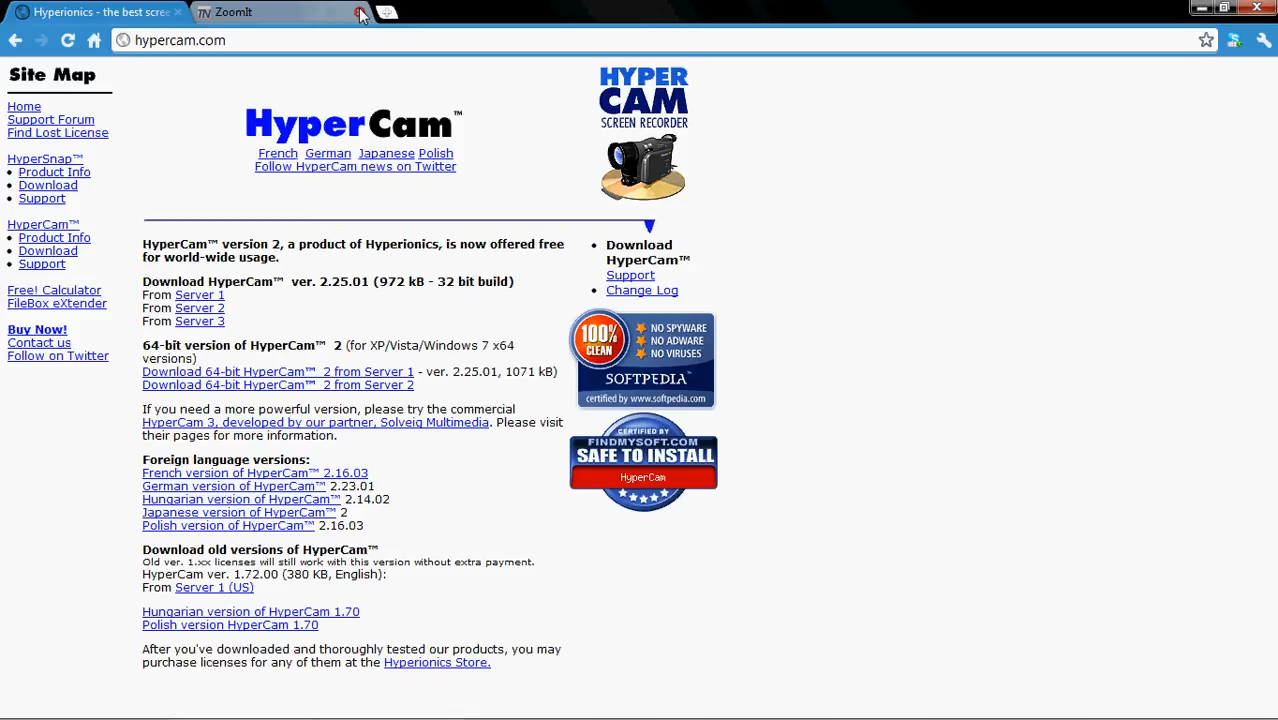 Hyperionics - the best scree
TN ZoomIt
hypercam.com
Site Map
Home
Support Forum
Find Lost License
HyperSnap™
• Product Info
• Download
• Support
HyperCam™
• Product Info
• Download
• Support
Free! Calculator
FileBox eXtender
Buy Now!
Contact us
Follow on Twitter
HyperCam™
French German Japanese Polish
Follow HyperCam news on Twitter
HYPER
CAM
SCREEN RECORDER
HyperCam™ version 2, a product of Hyperionics, is now offered free
for world-wide usage.
Download HyperCam™ ver. 2.25.01 (972 kB - 32 bit build)
From Server 1
From Server 2
From Server 3
64-bit version of HyperCam™ 2 (for XP/Vista/Windows 7 x64
versions)
Download 64-bit HyperCam™ 2 from Server 1 - ver. 2.25.01, 1071 kB)
Download 64-bit HyperCam™ 2 from Server 2
If you need a more powerful version, please try the commercial
HyperCam 3, developed by our partner, Solveig Multimedia. Please visit
their pages for more information.
Foreign language versions:
French version of HyperCam™ 2.16.03
German version of HyperCam™ 2.23.01
Hungarian version of HyperCam™ 2.14.02
Japanese version of HyperCam™ 2
Polish version of HyperCam™ 2.16.03
Download old versions of HyperCam™
Old ver. 1.xx licenses will still work with this version without extra payment.
HyperCam ver. 1.72.00 (380 KB, English):
From Server 1 (US)
Hungarian version of HyperCam 1.70
Polish version HyperCam 1.70
After you've downloaded and thoroughly tested our products, you may
purchase licenses for any of them at the Hyperionics Store.
• Download
HyperCam™
Support
• Change Log
100%
CLEAN
NO SPYWARE
NO ADWARE
NO VIRUSES
SOFTPEDIA™
certified by www.softpedia.com
CERTIFIED BY
FINDMYSOFT.COM
SAFE TO INSTALL
HyperCam